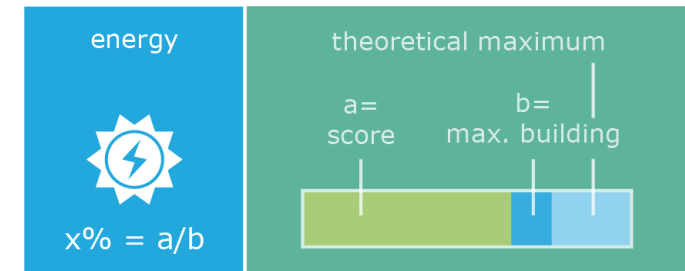 energy
x% = a/b
theoretical maximum
a=
score
b=
max. building